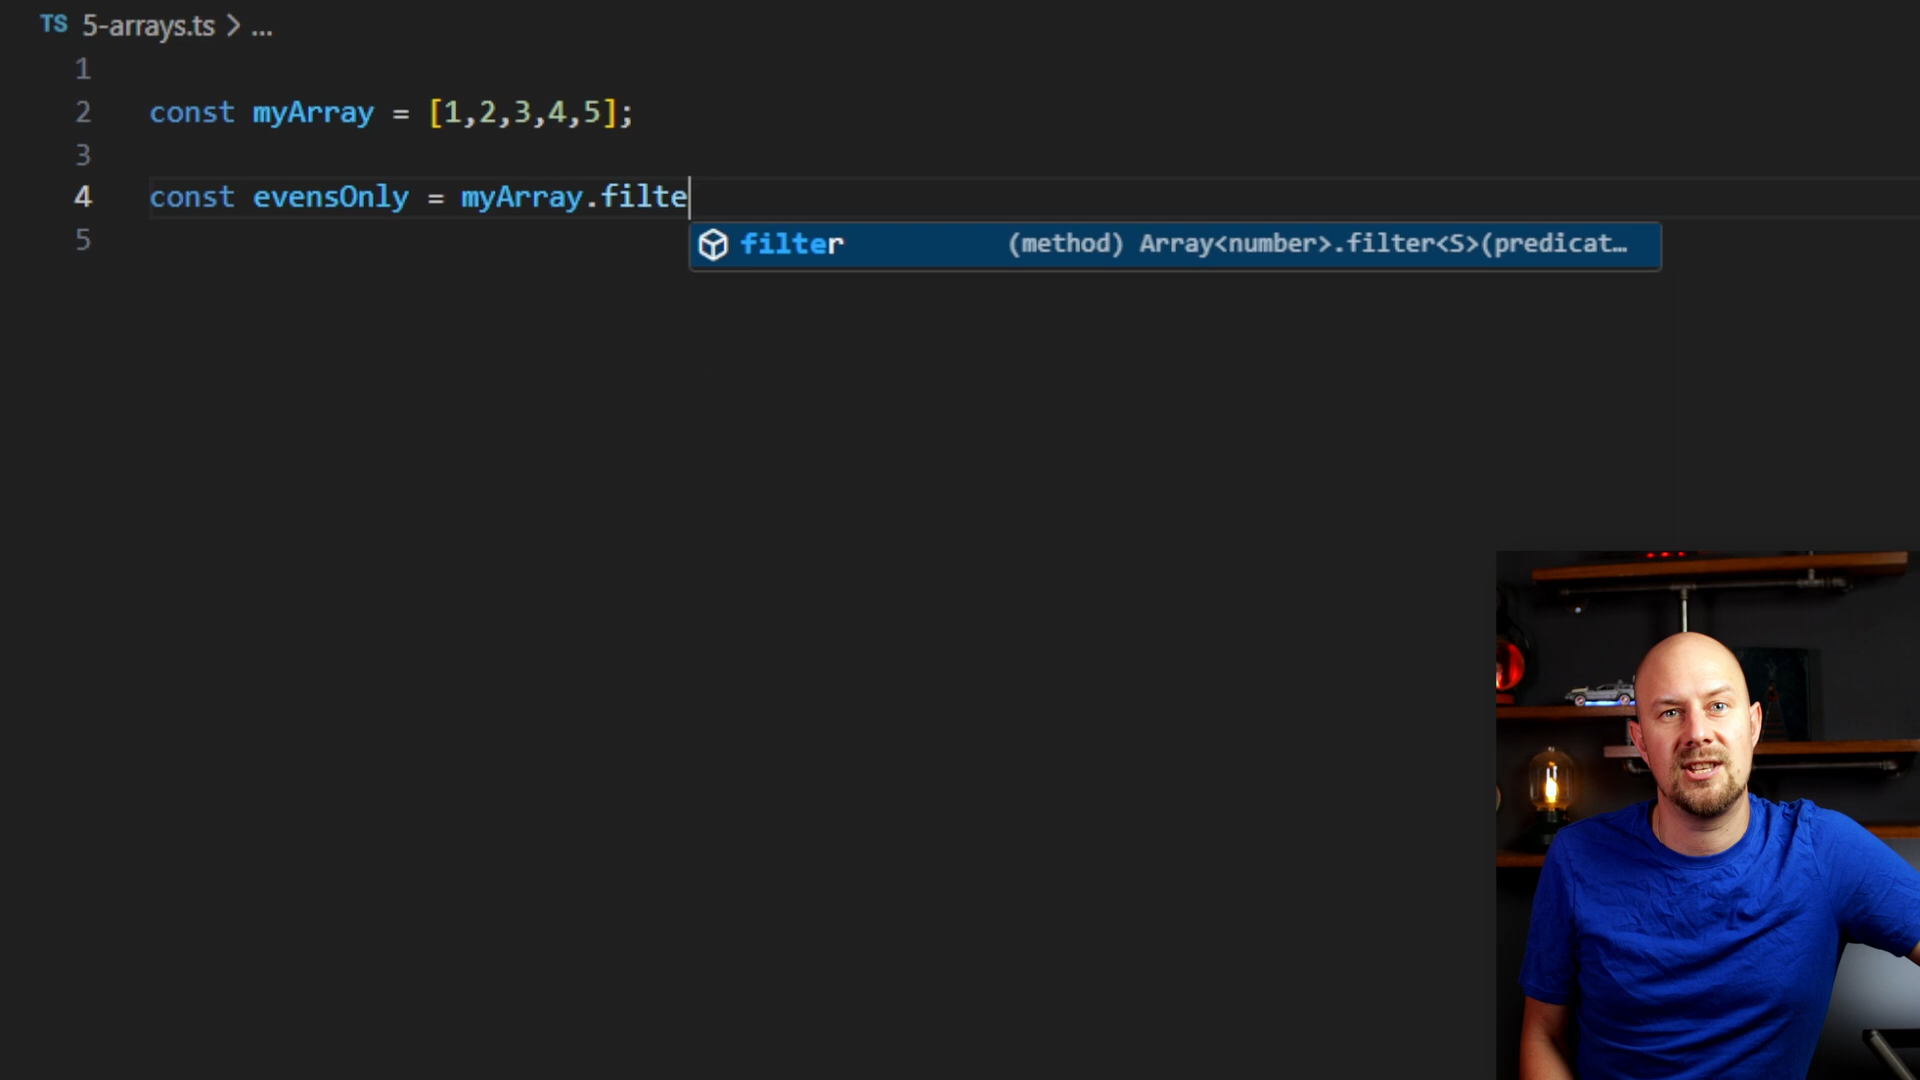 TS 5-arrays.ts > ...
1
2 const myArray = [1,2,3,4,5];
3
4 const evensOnly = myArray.filte
filter (method) Array<number>.filter<S>(predicat…
5